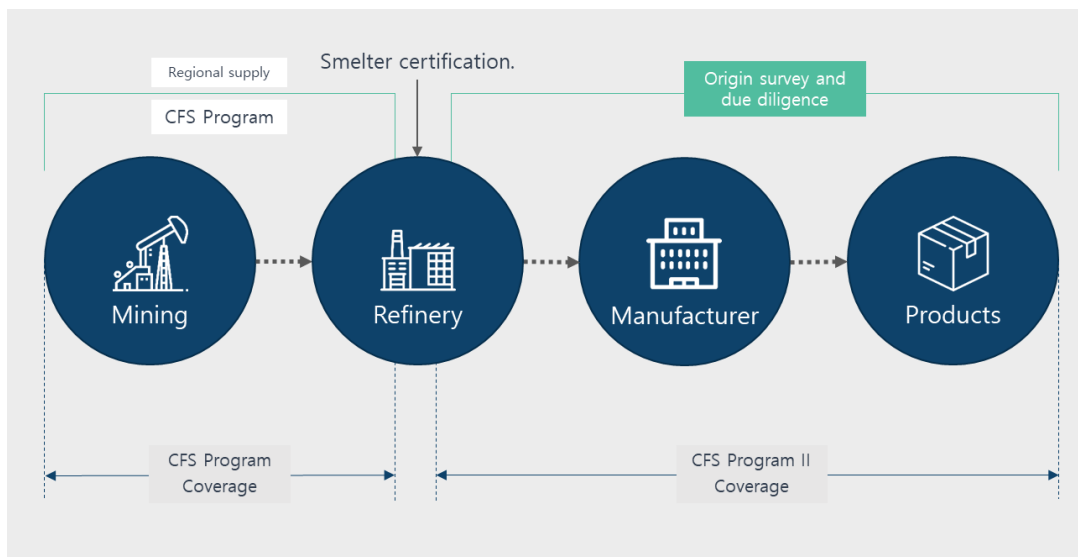 Regional supply
CFS Program
Smelter certification.
Origin survey and
due diligence
Mining
Refinery
Manufacturer
Products
CFS Program
Coverage
CFS Program II
Coverage